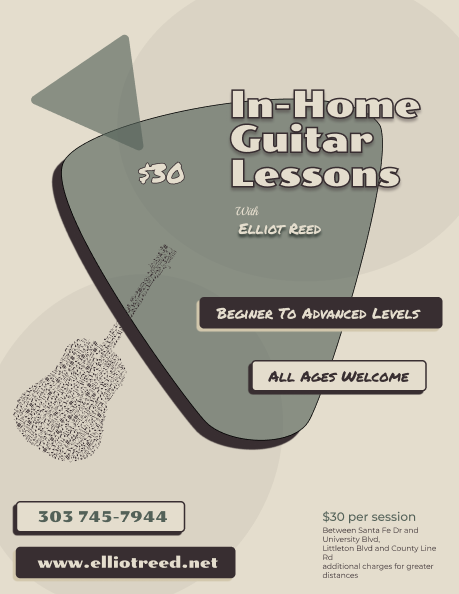 In-Home
Guitar
Lessons
$30
With
Elliot Reed
Beginer To Advanced Levels
All Ages Welcome
303 745-7944
www.elliotreed.net
$30 per session
Between Santa Fe Dr and
University Blvd,
Littleton Blvd and County Line
Rd
additional charges for greater
distances